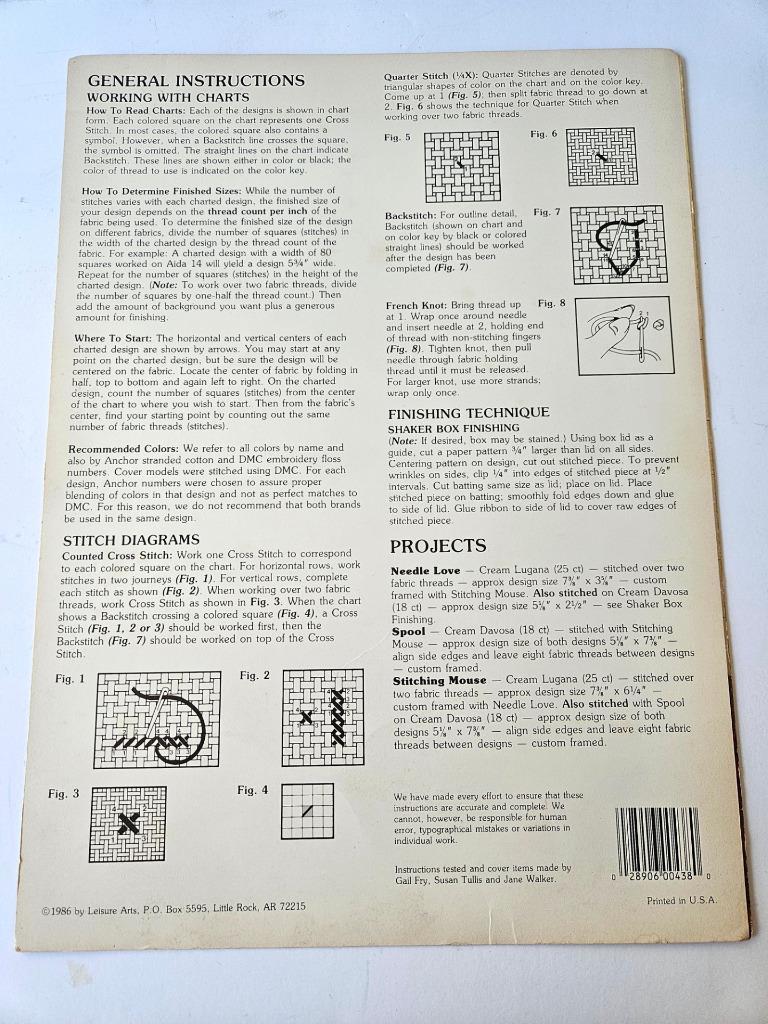 GENERAL INSTRUCTIONS
WORKING WITH CHARTS
How To Read Charts: Each of the designs is shown in chart
form. Each colored square on the chart represents one Cross
Stitch. In most cases, the colored square also contains a
symbol. However, when a Backstitch line crosses the square,
the symbol is omitted. The straight lines on the chart indicate
Backstitch. These lines are shown either in color or black; the
color of thread to use is indicated on the color key.
How To Determine Finished Sizes: While the number of
stitches varies with each charted design, the finished size of
your design depends on the thread count per inch of the
fabric being used. To determine the finished size of the design
on different fabrics, divide the number of squares (stitches) in
the width of the charted design by the thread count of the
fabric. For example: A charted design with a width of 80
squares worked on Aida 14 will yield a design 5¾" wide.
Repeat for the number of squares (stitches) in the height of the
charted design. (Note: To work over two fabric threads, divide
the number of squares by one-half the thread count.) Then
add the amount of background you want plus a generous
amount for finishing.
Where To Start: The horizontal and vertical centers of each
charted design are shown by arrows. You may start at any
point on the charted design, but be sure the design will be
centered on the fabric. Locate the center of fabric by folding in
half, top to bottom and again left to right. On the charted
design, count the number of squares (stitches) from the center
of the chart to where you wish to start. Then from the fabric's
center, find your starting point by counting out the same
number of fabric threads (stitches).
Recommended Colors: We refer to all colors by name and
also by Anchor stranded cotton and DMC embroidery floss
numbers. Cover models were stitched using DMC. For each
design, Anchor numbers were chosen to assure proper
blending of colors in that design and not as perfect matches to
DMC. For this reason, we do not recommend that both brands
be used in the same design.
STITCH DIAGRAMS
Counted Cross Stitch: Work one Cross Stitch to correspond
to each colored square on the chart. For horizontal rows, work
stitches in two journeys (Fig. 1). For vertical rows, complete
each stitch as shown (Fig. 2). When working over two fabric
threads, work Cross Stitch as shown in Fig. 3. When the chart
shows a Backstitch crossing a colored square (Fig. 4), a Cross
Stitch (Fig. 1, 2 or 3) should be worked first, then the
Backstitch (Fig. 7) should be worked on top of the Cross
Stitch.
Fig. 1
Fig. 2
Fig. 3
Fig. 4
©1986 by Leisure Arts, P.O. Box 5595, Little Rock, AR 72215
Quarter Stitch (¼X): Quarter Stitches are denoted by
triangular shapes of color on the chart and on the color key.
Come up at 1 (Fig. 5); then split fabric thread to go down at
2. Fig. 6 shows the technique for Quarter Stitch when
working over two fabric threads.
Fig. 5
Fig. 6
Backstitch: For outline detail,
Backstitch (shown on chart and
on color key by black or colored
straight lines) should be worked
after the design has been
completed (Fig. 7).
Fig. 7
French Knot: Bring thread up
at 1. Wrap once around needle
and insert needle at 2, holding end
of thread with non-stitching fingers
(Fig. 8). Tighten knot, then pull
needle through fabric holding
thread until it must be released.
For larger knot, use more strands;
wrap only once.
Fig. 8
FINISHING TECHNIQUE
SHAKER BOX FINISHING
(Note: If desired, box may be stained.) Using box lid as a
guide, cut a paper pattern ¾" larger than lid on all sides.
Centering pattern on design, cut out stitched piece. To prevent
wrinkles on sides, clip ¼" into edges of stitched piece at ½"
intervals. Cut batting same size as lid; place on lid. Place
stitched piece on batting; smoothly fold edges down and glue
to side of lid. Glue ribbon to side of lid to cover raw edges of
stitched piece.
PROJECTS
Needle Love — Cream Lugana (25 ct) — stitched over two
fabric threads — approx design size 7⅜" x 3⅝" — custom
framed with Stitching Mouse. Also stitched on Cream Davosa
(18 ct) — approx design size 5⅛" x 2½" — see Shaker Box
Finishing.
Spool — Cream Davosa (18 ct) — stitched with Stitching
Mouse — approx design size of both designs 5⅛" x 7⅜" —
align side edges and leave eight fabric threads between designs
— custom framed.
Stitching Mouse — Cream Lugana (25 ct) — stitched over
two fabric threads — approx design size 7⅜" x 6¼" —
custom framed with Needle Love. Also stitched with Spool
on Cream Davosa (18 ct) — approx design size of both
designs 5⅛" x 7⅜" — align side edges and leave eight fabric
threads between designs — custom framed.
We have made every effort to ensure that these
instructions are accurate and complete. We
cannot, however, be responsible for human
error, typographical mistakes or variations in
individual work.
Instructions tested and cover items made by
Gail Fry, Susan Tullis and Jane Walker.
0 28906 00438 0
Printed in U.S.A.